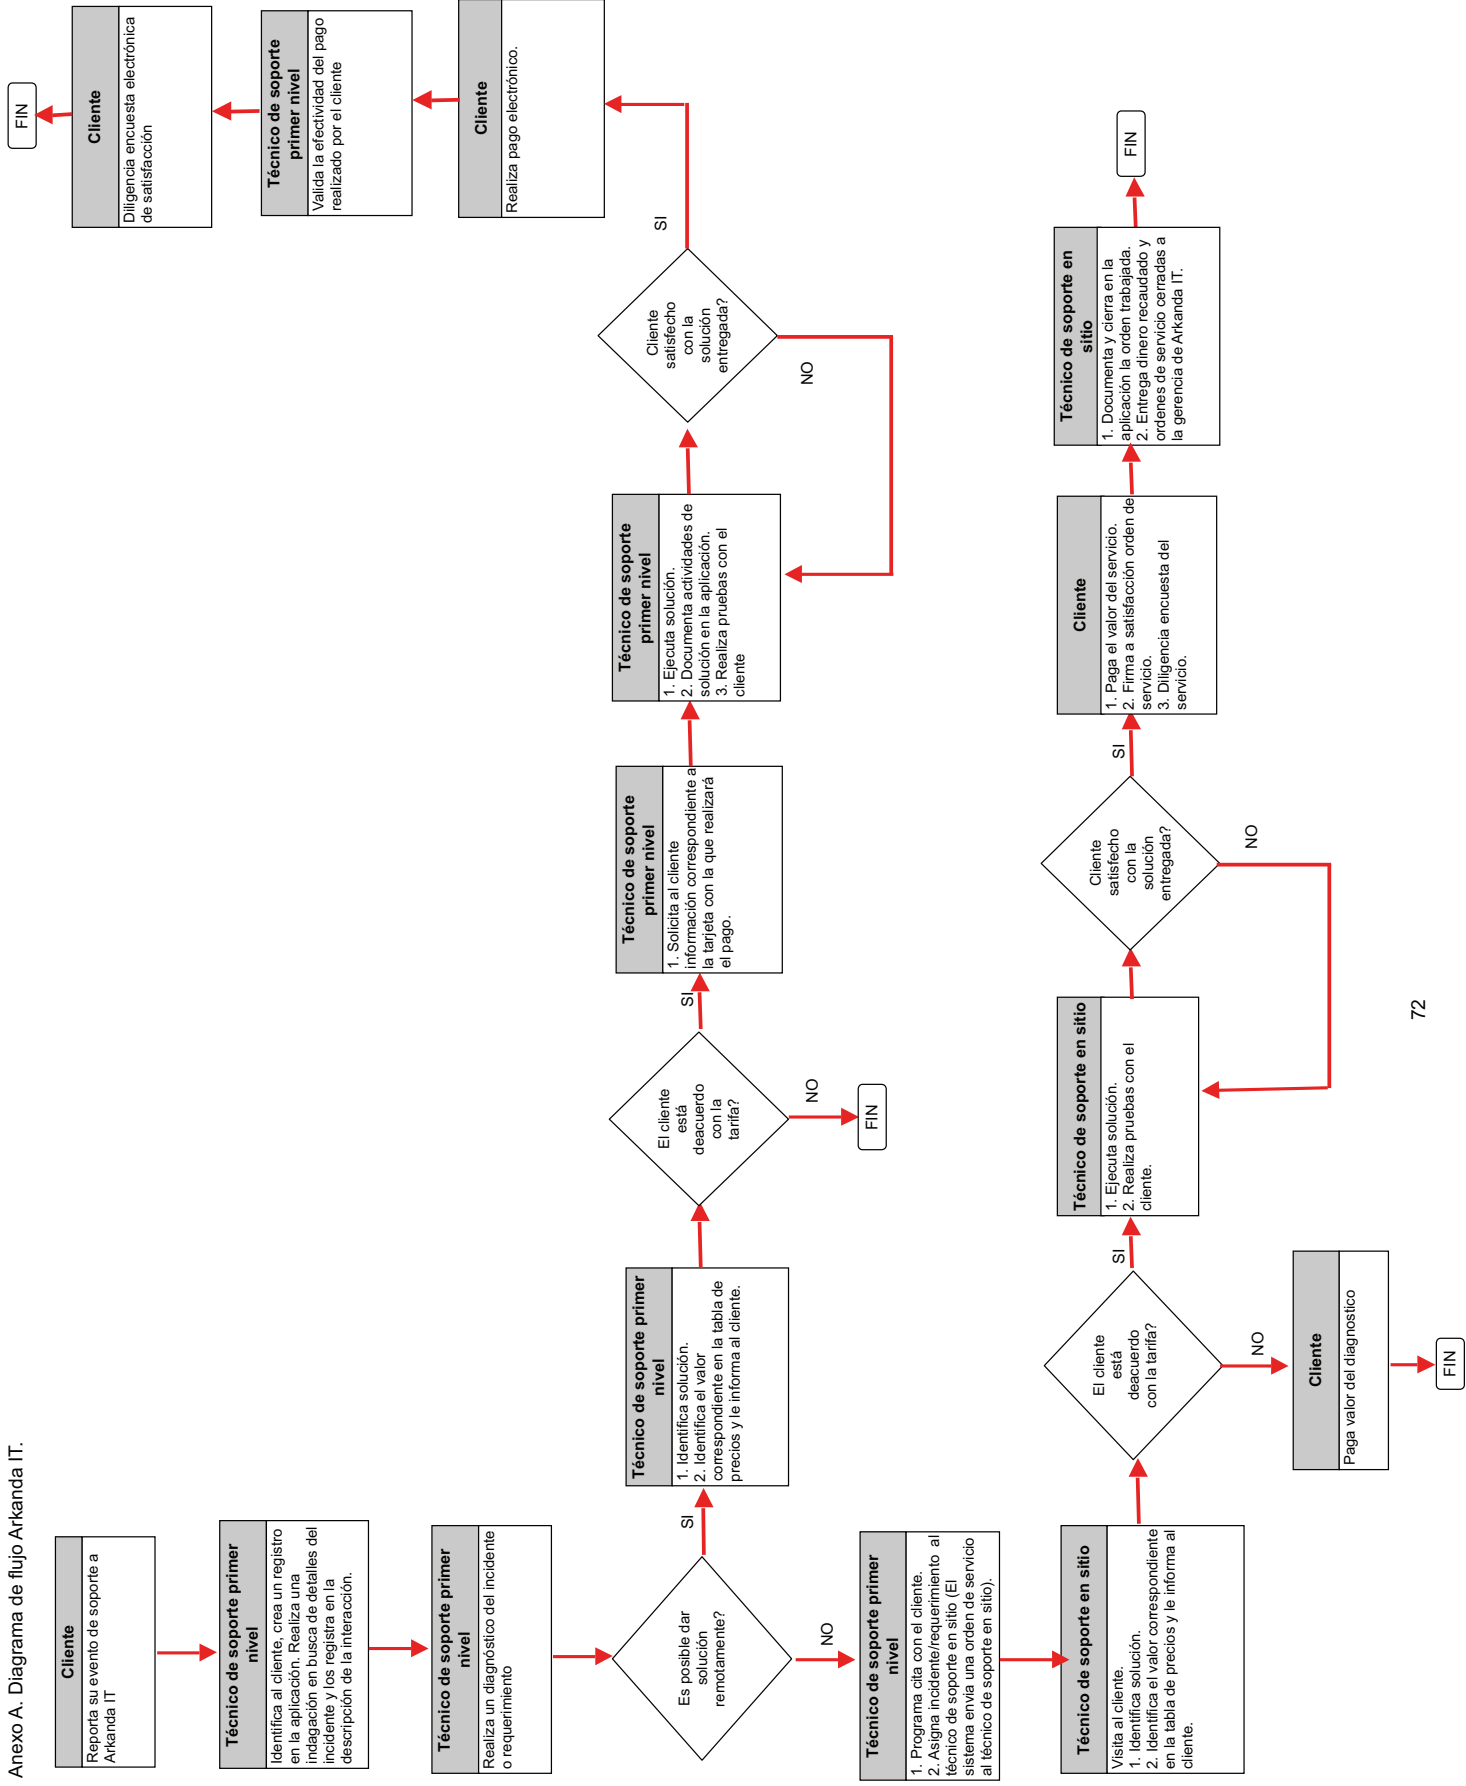 Anexo A. Diagrama de flujo Arkanda IT.
Cliente
Reporta su evento de soporte a
Arkanda IT
Técnico de soporte primer
nivel
Identifica al cliente, crea un registro
en la aplicación. Realiza una
indagación en busca de detalles del
incidente y los registra en la
descripción de la interacción.
Técnico de soporte primer
nivel
Realiza un diagnóstico del incidente
o requerimiento
Es posible dar
solución
remotamente?
SI
NO
Técnico de soporte primer
nivel
1. Identifica solución.
2. Identifica el valor
correspondiente en la tabla de
precios y le informa al cliente.
El cliente
está
deacuerdo
con la
tarifa?
SI
NO
FIN
Técnico de soporte
primer nivel
1. Solicita al cliente
información correspondiente a
la tarjeta con la que realizará
el pago.
Técnico de soporte
primer nivel
1. Ejecuta solución.
2. Documenta actividades de
solución en la aplicación.
3. Realiza pruebas con el
cliente
Cliente
satisfecho
con la
solución
entregada?
SI
NO
Cliente
Realiza pago electrónico.
Técnico de soporte
primer nivel
Valida la efectividad del pago
realizado por el cliente
Cliente
Diligencia encuesta electrónica
de satisfacción
FIN
Técnico de soporte primer
nivel
1. Programa cita con el cliente.
2. Asigna incidente/requerimiento al
técnico de soporte en sitio (El
sistema envía una orden de servicio
al técnico de soporte en sitio).
Técnico de soporte en sitio
Visita al cliente.
1. Identifica solución.
2. Identifica el valor correspondiente
en la tabla de precios y le informa al
cliente.
El cliente
está
deacuerdo
con la tarifa?
SI
NO
Cliente
Paga valor del diagnostico
FIN
Técnico de soporte en sitio
1. Ejecuta solución.
2. Realiza pruebas con el
cliente.
Cliente
satisfecho
con la
solución
entregada?
SI
NO
Cliente
1. Paga el valor del servicio.
2. Firma a satisfacción orden de
servicio.
3. Diligencia encuesta del
servicio.
Técnico de soporte en
sitio
1. Documenta y cierra en la
aplicación la orden trabajada.
2. Entrega dinero recaudado y
ordenes de servicio cerradas a
la gerencia de Arkanda IT.
FIN
72